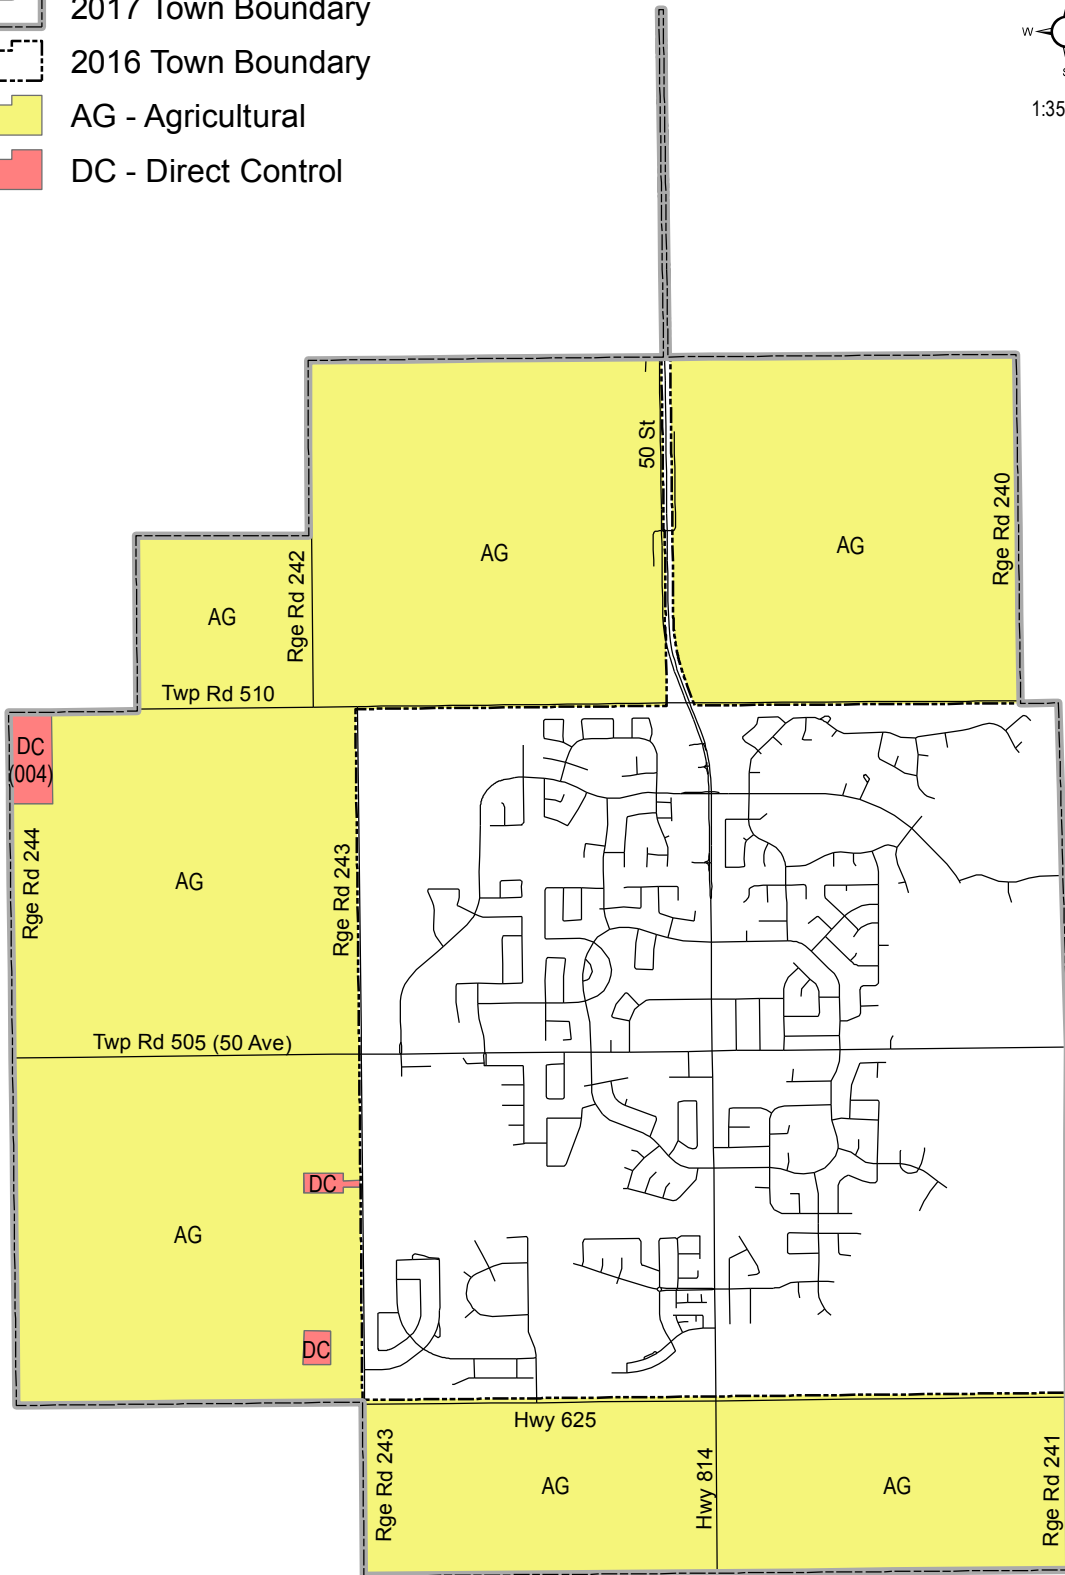 2017 Town Boundary
2016 Town Boundary
AG - Agricultural
DC - Direct Control
W
1:35
50 St
Rge Rd 240
AG
AG
Rge Rd 242
AG
Twp Rd 510
DC
(004)
Rge Rd 244
Rge Rd 243
AG
Twp Rd 505 (50 Ave)
DC
AG
DC
Hwy 625
Rge Rd 243
AG
Hwy 814
AG
Rge Rd 241